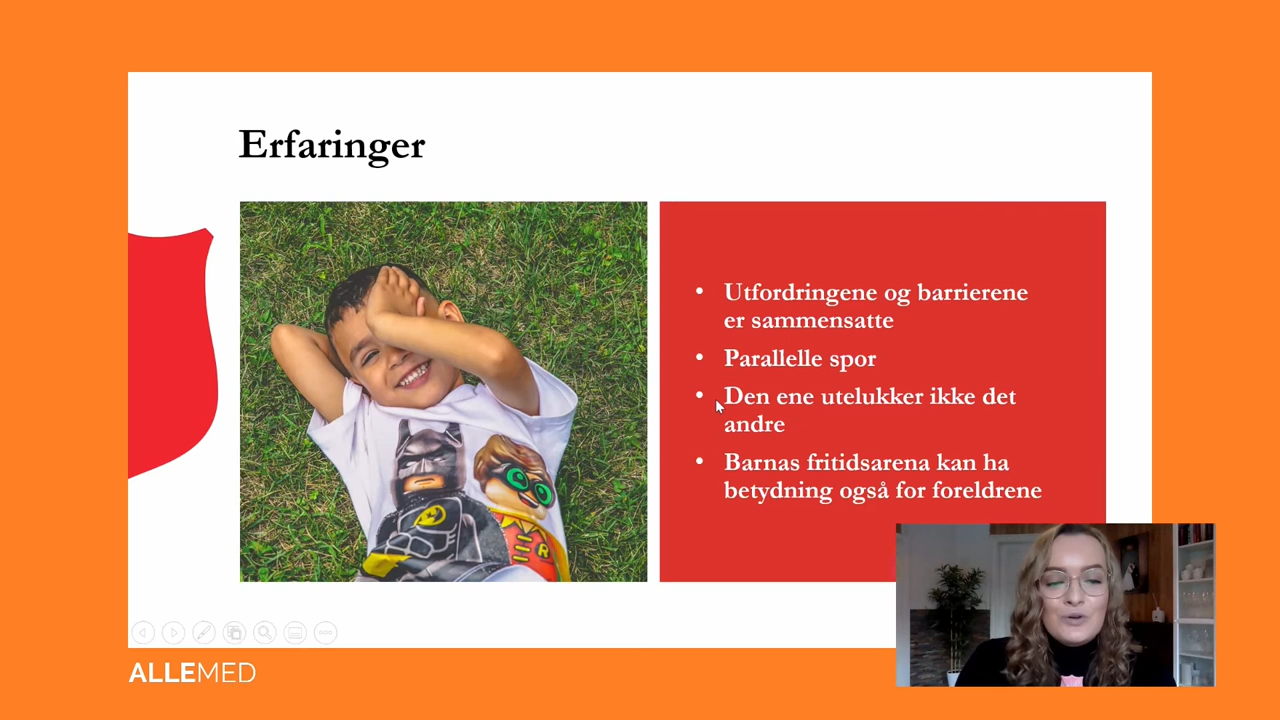 Erfaringer
• Utfordringene og barrierene
er sammensatte
• Parallelle spor
• Den ene utelukker ikke det
andre
• Barnas fritidsarena kan ha
betydning også for foreldrene
R
ALLEMED